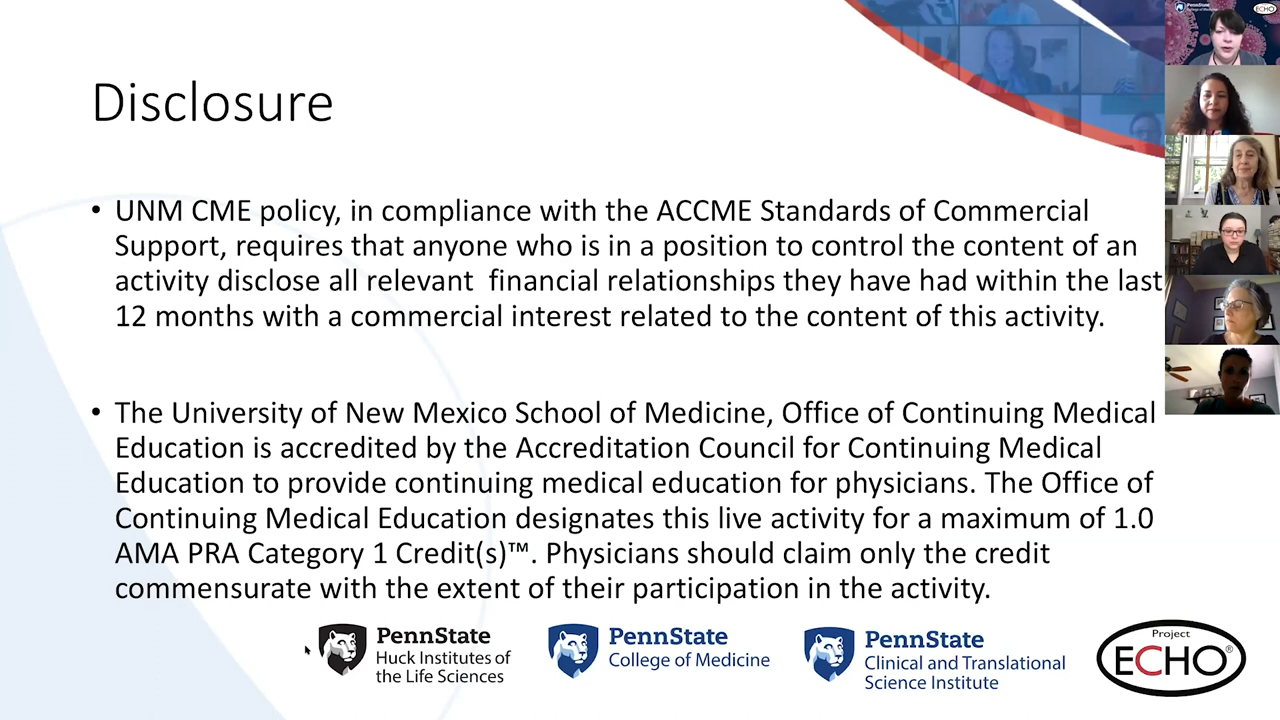 Disclosure
• UNM CME policy, in compliance with the ACCME Standards of Commercial
Support, requires that anyone who is in a position to control the content of an
activity disclose all relevant  financial relationships they have had within the last
12 months with a commercial interest related to the content of this activity.
• The University of New Mexico School of Medicine, Office of Continuing Medical
Education is accredited by the Accreditation Council for Continuing Medical
Education to provide continuing medical education for physicians. The Office of
Continuing Medical Education designates this live activity for a maximum of 1.0
AMA PRA Category 1 Credit(s)™. Physicians should claim only the credit
commensurate with the extent of their participation in the activity.
PennState
Huck Institutes of
the Life Sciences
PennState
College of Medicine
PennState
Clinical and Translational
Science Institute
Project
ECHO®
PennState
College of Medicine
ECHO